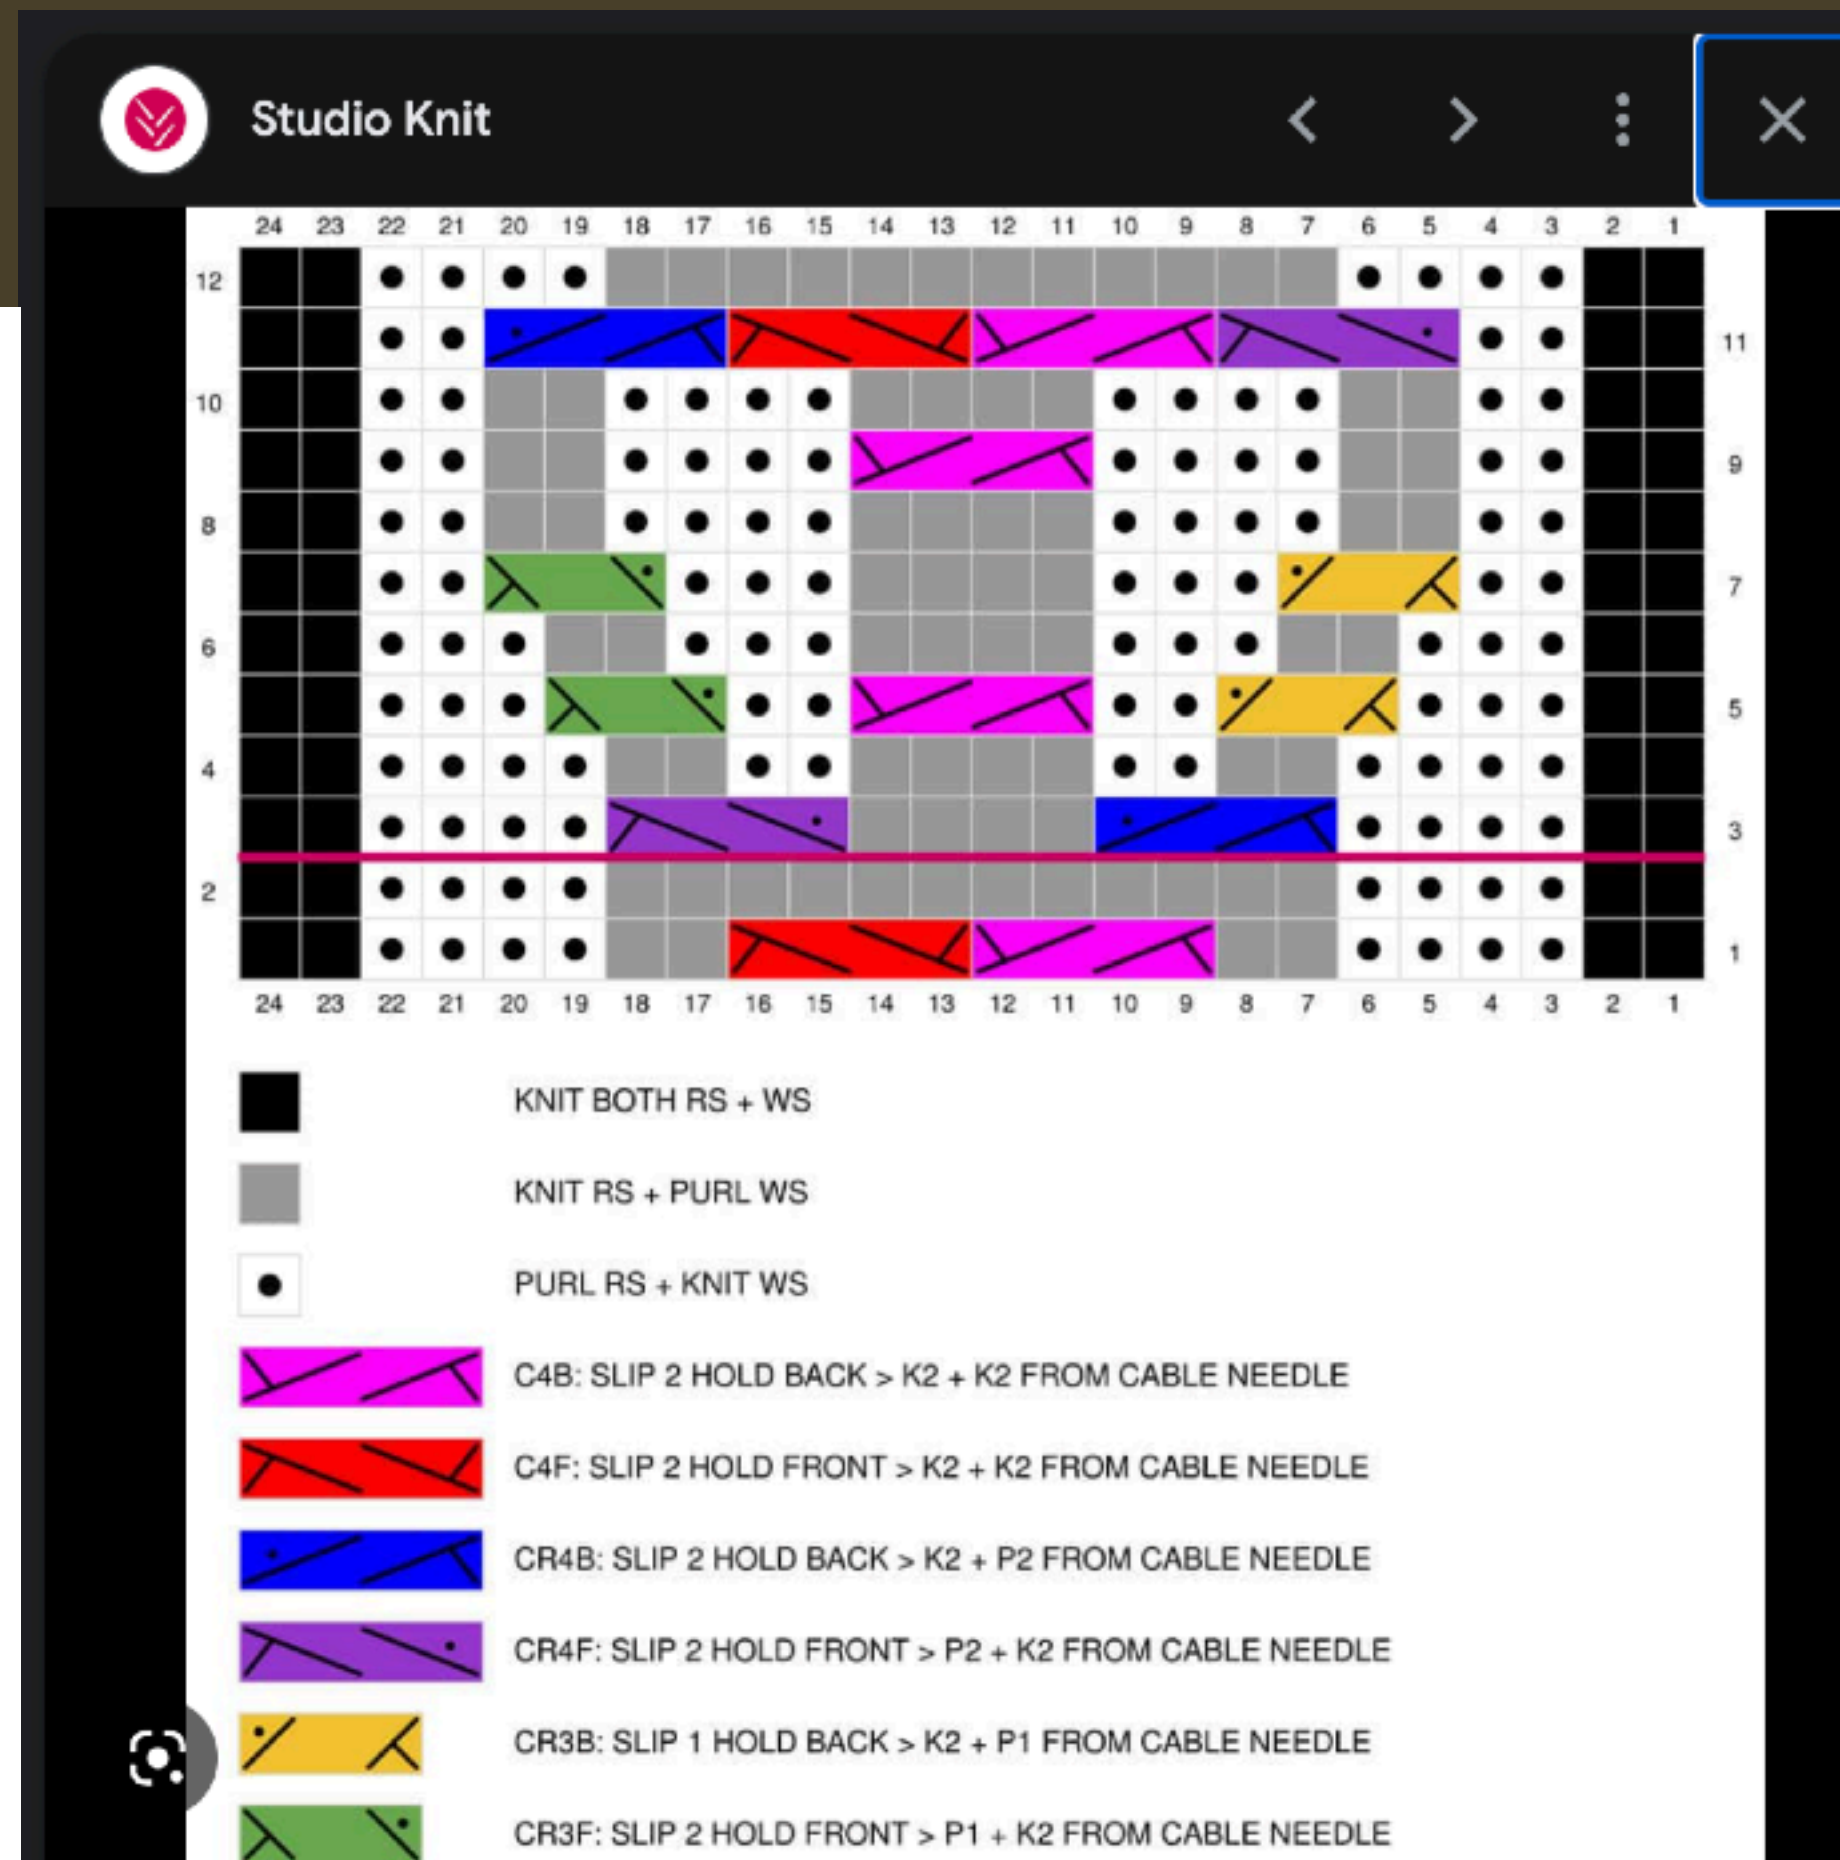 Studio Knit
24 23 22 21 20 19 18 17 16 15 14 13 12 11 10 9 8 7 6 5 4 3 2 1
12
11
10
9
8
7
6
5
4
3
2
1
24 23 22 21 20 19 18 17 16 15 14 13 12 11 10 9 8 7 6 5 4 3 2 1
KNIT BOTH RS + WS
KNIT RS + PURL WS
PURL RS + KNIT WS
C4B: SLIP 2 HOLD BACK > K2 + K2 FROM CABLE NEEDLE
C4F: SLIP 2 HOLD FRONT > K2 + K2 FROM CABLE NEEDLE
CR4B: SLIP 2 HOLD BACK > K2 + P2 FROM CABLE NEEDLE
CR4F: SLIP 2 HOLD FRONT > P2 + K2 FROM CABLE NEEDLE
CR3B: SLIP 1 HOLD BACK > K2 + P1 FROM CABLE NEEDLE
CR3F: SLIP 2 HOLD FRONT > P1 + K2 FROM CABLE NEEDLE